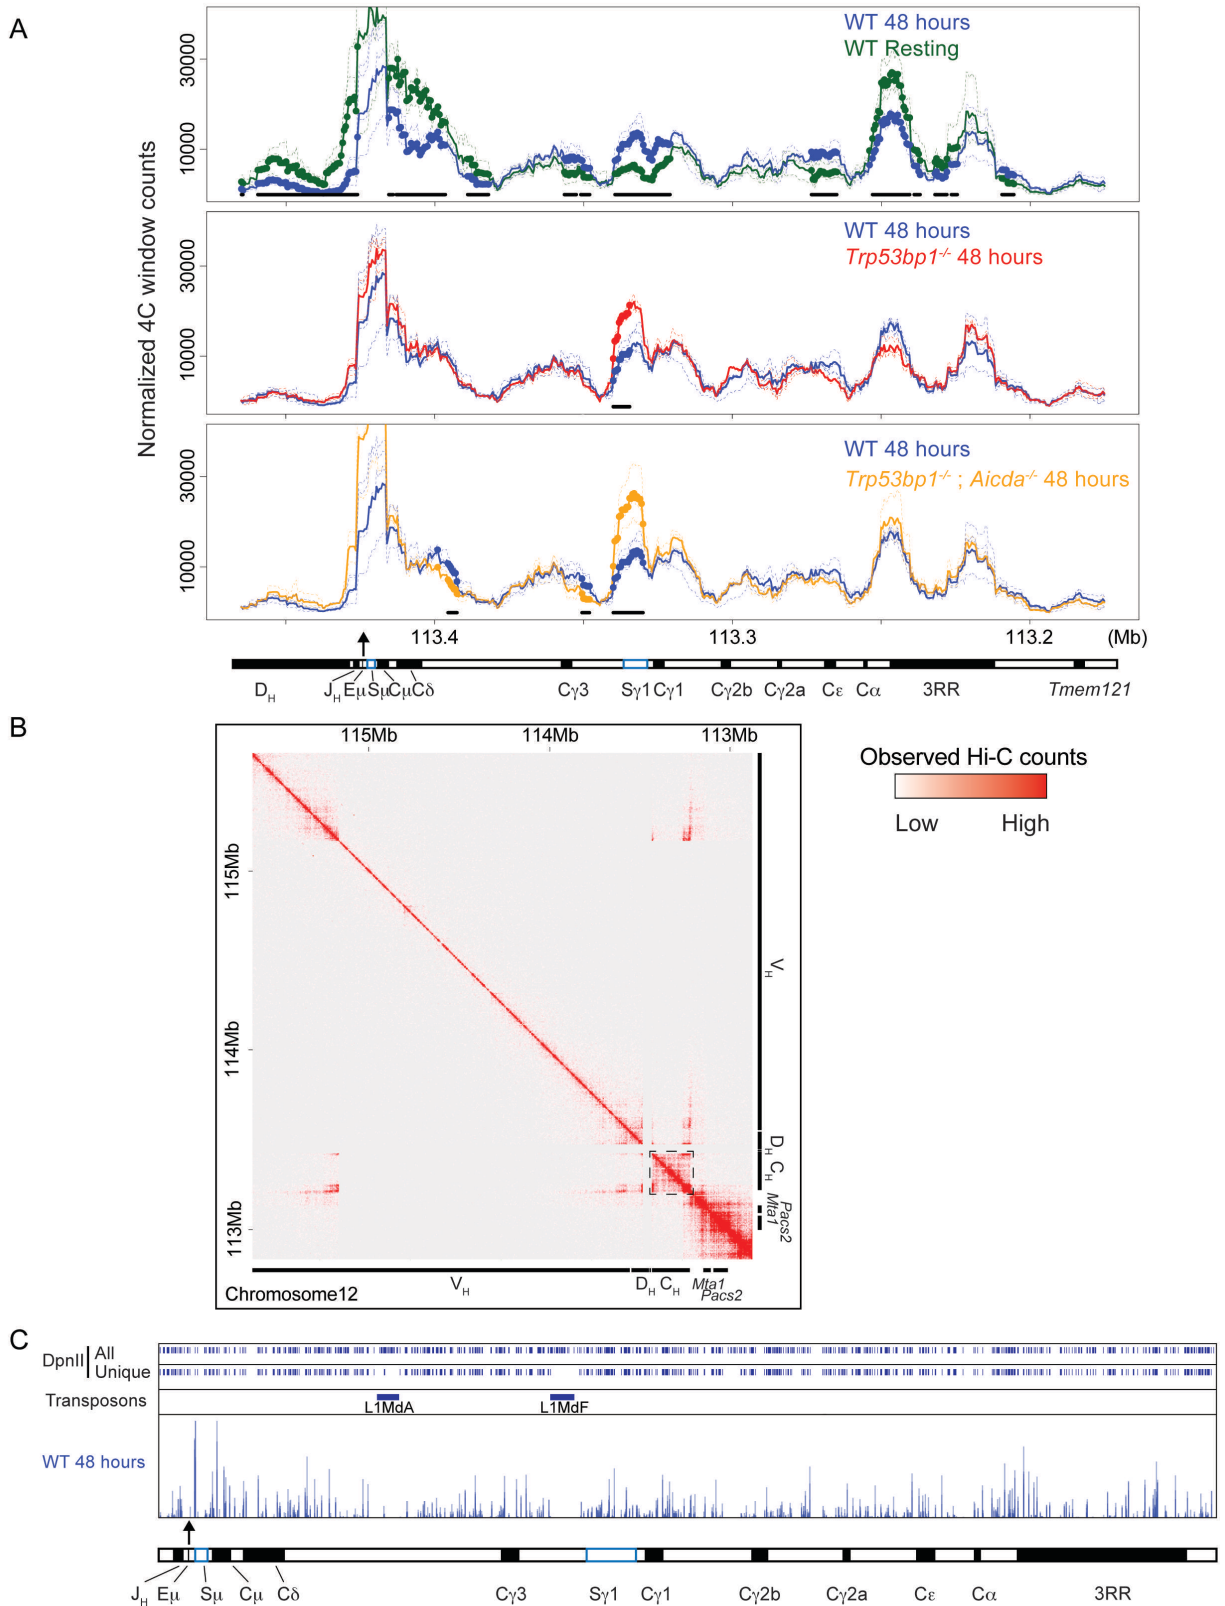 A
WT 48 hours
WT Resting
30000
10000
WT 48 hours
Trp53bp1-/- 48 hours
30000
10000
Normalized 4C window counts
WT 48 hours
Trp53bp1-/- ; Aicda-/- 48 hours
30000
10000
113.4 113.3 113.2 (Mb)
DH JH Eμ Sμ Cμ Cδ Cγ3 Sγ1 Cγ1 Cγ2b Cγ2a Cε Cα 3RR Tmem121
B
115Mb 114Mb 113Mb
Observed Hi-C counts
Low High
115Mb
114Mb
113Mb
VH
DH
CH
Mta1
Pacs2
VH DH CH Mta1
Pacs2
Chromosome12
C
DpnII All
Unique
Transposons
L1MdA L1MdF
WT 48 hours
JH Eμ Sμ Cμ Cδ Cγ3 Sγ1 Cγ1 Cγ2b Cγ2a Cε Cα 3RR